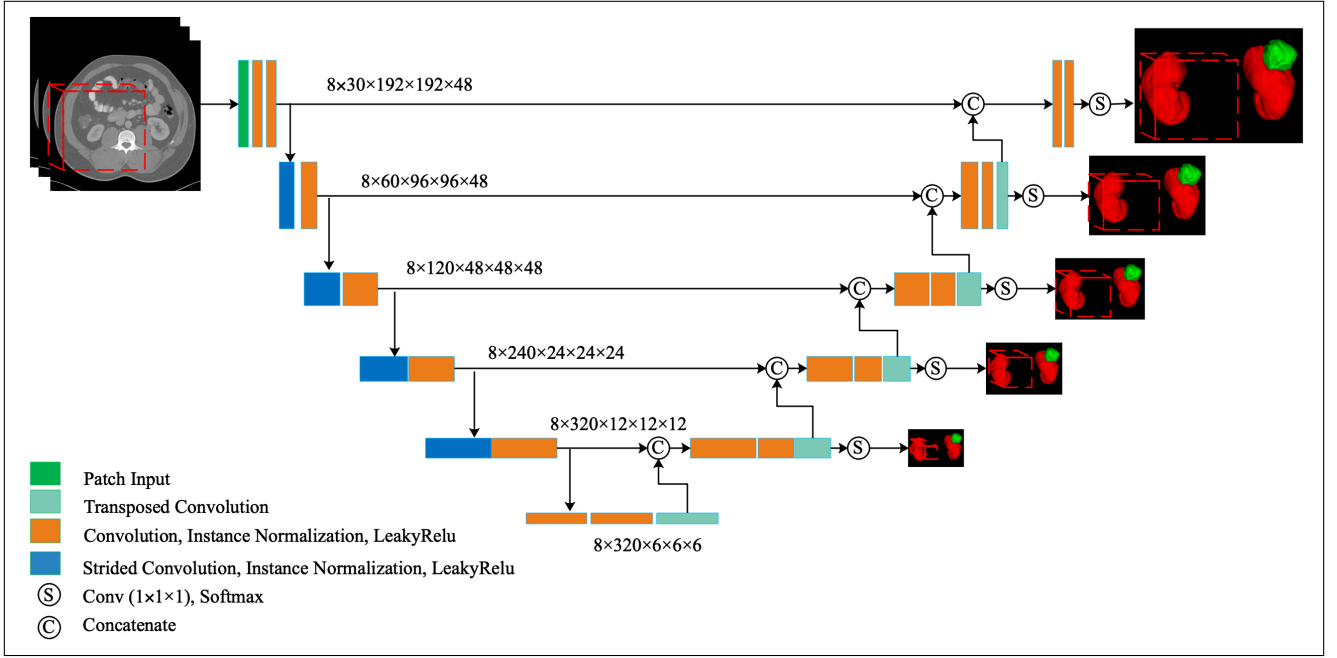 8×30×192×192×48
C
S
8×60×96×96×48
C
S
8×120×48×48×48
C
S
8×240×24×24×24
C
S
8×320×12×12×12
C
S
8×320×6×6×6
Patch Input
Transposed Convolution
Convolution, Instance Normalization, LeakyRelu
Strided Convolution, Instance Normalization, LeakyRelu
S Conv (1×1×1), Softmax
C Concatenate